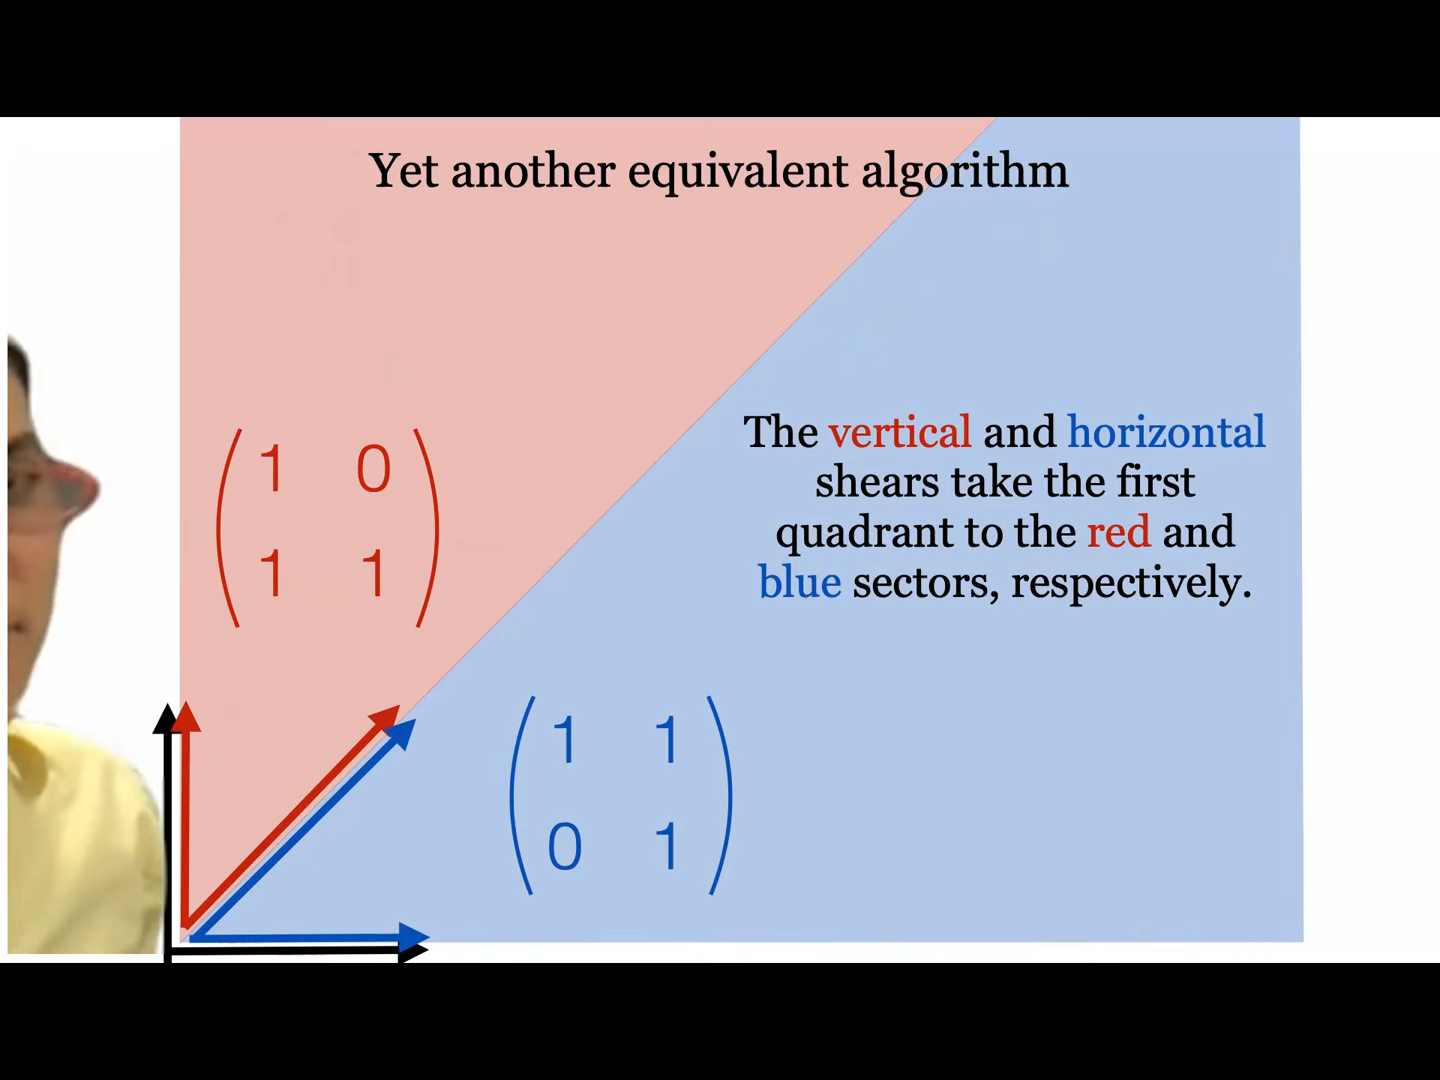 Yet another equivalent algorithm
The vertical and horizontal
shears take the first
quadrant to the red and
blue sectors, respectively.
1 0
1 1
1 1
0 1